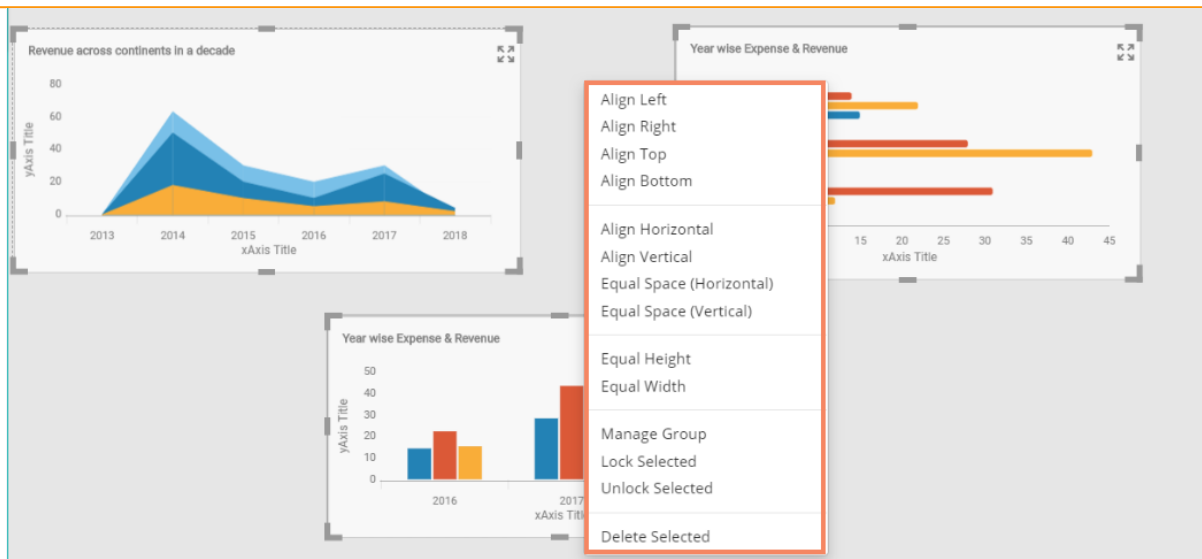 Revenue across continents in a decade
80
60
40
20
0
yAxis Title
2013 2014 2015 2016 2017 2018
xAxis Title
Year wise Expense & Revenue
15 20 25 30 35 40 45
xAxis Title
Align Left
Align Right
Align Top
Align Bottom
Align Horizontal
Align Vertical
Equal Space (Horizontal)
Equal Space (Vertical)
Equal Height
Equal Width
Manage Group
Lock Selected
Unlock Selected
Delete Selected
Year wise Expense & Revenue
50
40
30
20
10
0
yAxis Title
2016 2017
xAxis